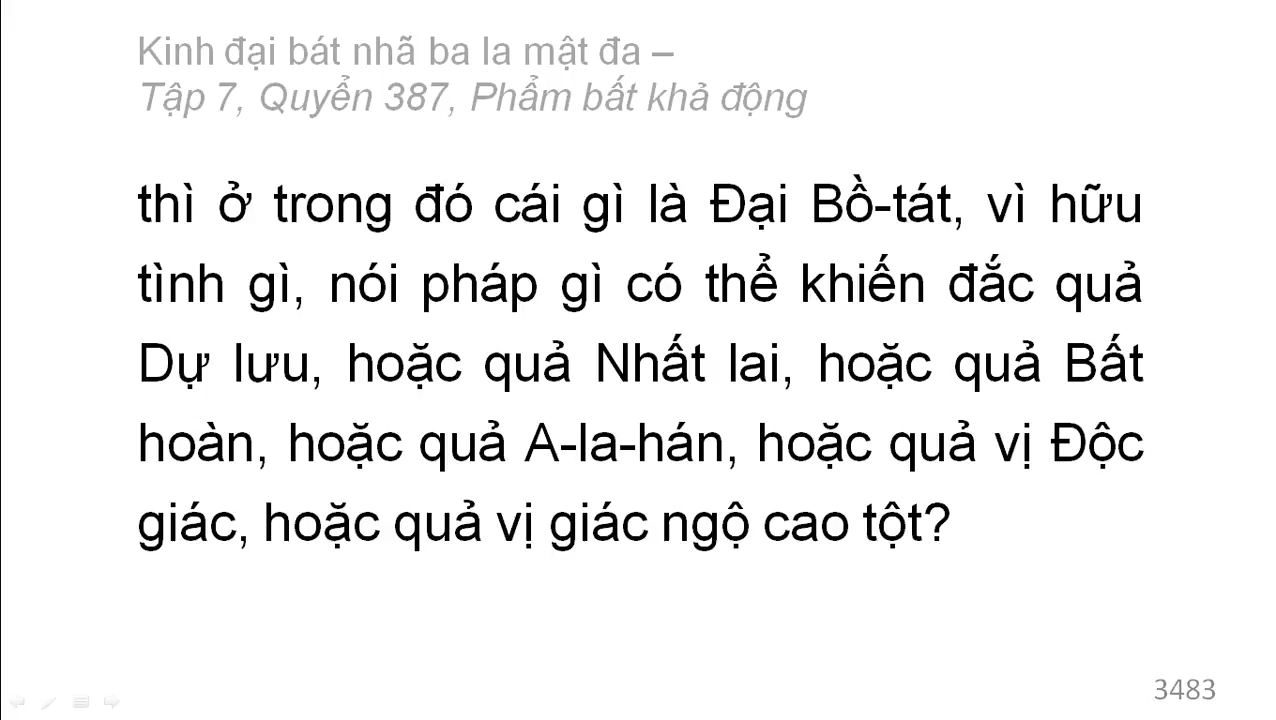 Kinh đại bát nhã ba la mật đa –
Tập 7, Quyển 387, Phẩm bất khả động
thì ở trong đó cái gì là Đại Bồ-tát, vì hữu
tình gì, nói pháp gì có thể khiến đắc quả
Dự lưu, hoặc quả Nhất lai, hoặc quả Bất
hoàn, hoặc quả A-la-hán, hoặc quả vị Độc
giác, hoặc quả vị giác ngộ cao tột?
3483